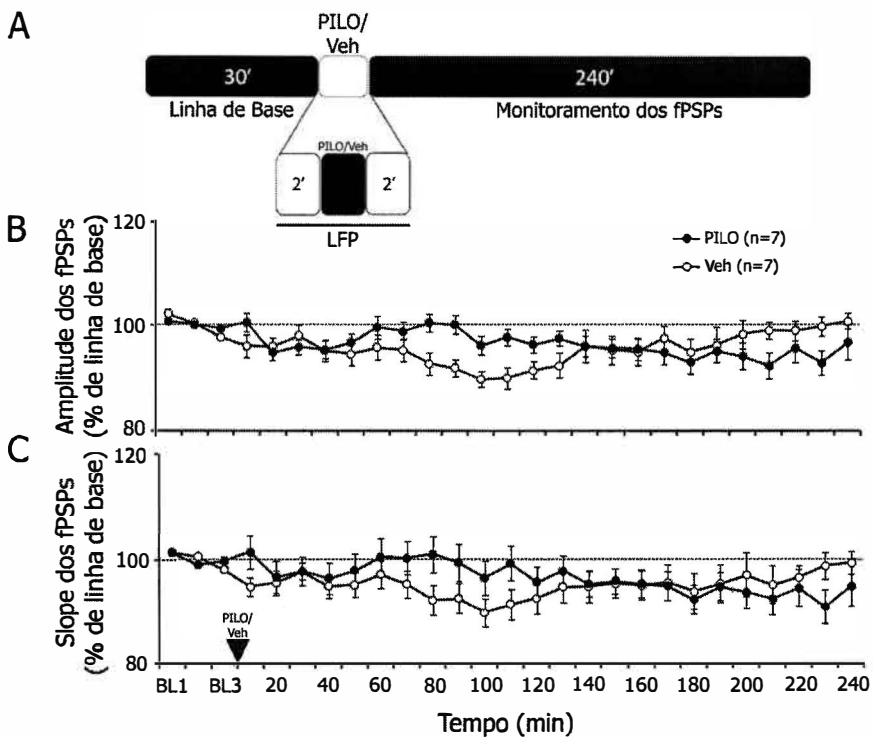 A
PILO/
Veh
30'
240'
Linha de Base
Monitoramento dos fPSPs
PILO/Veh
2'
2'
LFP
B
Amplitude dos fPSPs
(% de linha de base)
120
100
80
PILO (n=7)
Veh (n=7)
C
Slope dos fPSPs
(% de linha de base)
120
100
80
PILO/
Veh
BL1 BL3 20 40 60 80 100 120 140 160 180 200 220 240
Tempo (min)